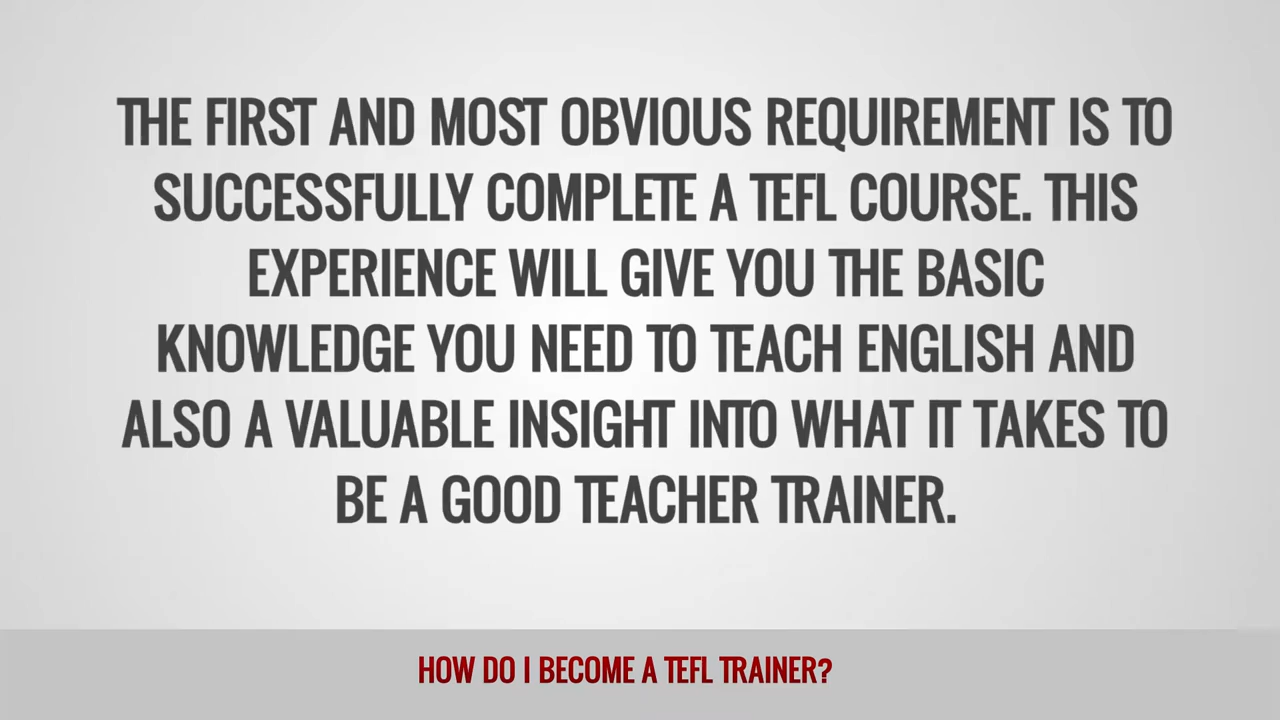 THE FIRST AND MOST OBVIOUS REQUIREMENT IS TO
SUCCESSFULLY COMPLETE A TEFL COURSE. THIS
EXPERIENCE WILL GIVE YOU THE BASIC
KNOWLEDGE YOU NEED TO TEACH ENGLISH AND
ALSO A VALUABLE INSIGHT INTO WHAT IT TAKES TO
BE A GOOD TEACHER TRAINER.
HOW DO I BECOME A TEFL TRAINER?